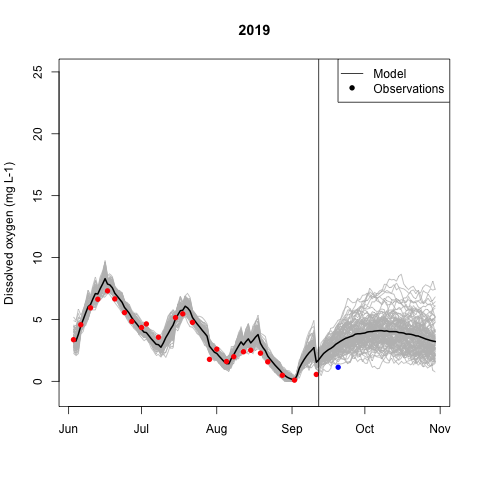 2019
Dissolved oxygen (mg L-1)
25
20
15
10
5
0
Model
Observations
Jun
Jul
Aug
Sep
Oct
Nov